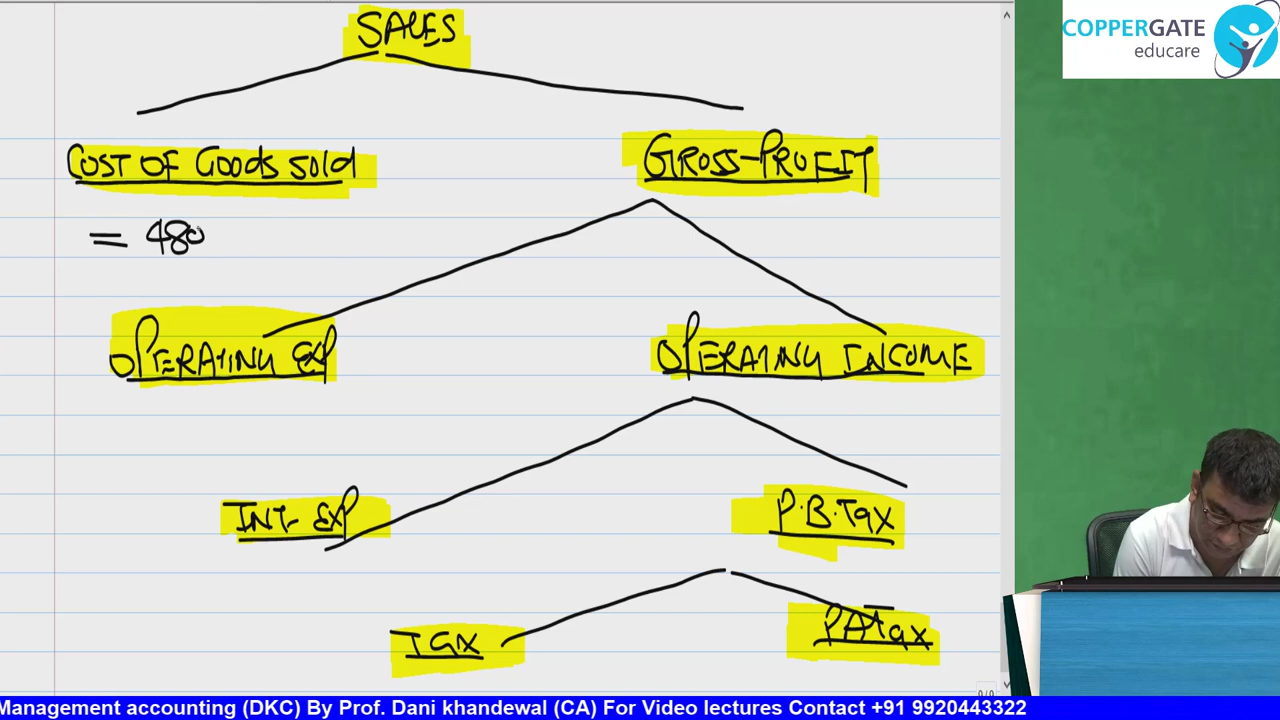 SALES
COPPERGATE
educare
COST OF GOODS SOLD
GROSS-PROFIT
= 480
OPERATING EXP
OPERATING INCOME
INT- EXP
P.B.Tax
TAX
PATax
Management accounting (DKC) By Prof. Dani khandewal (CA) For Video lectures Contact +91 9920443322